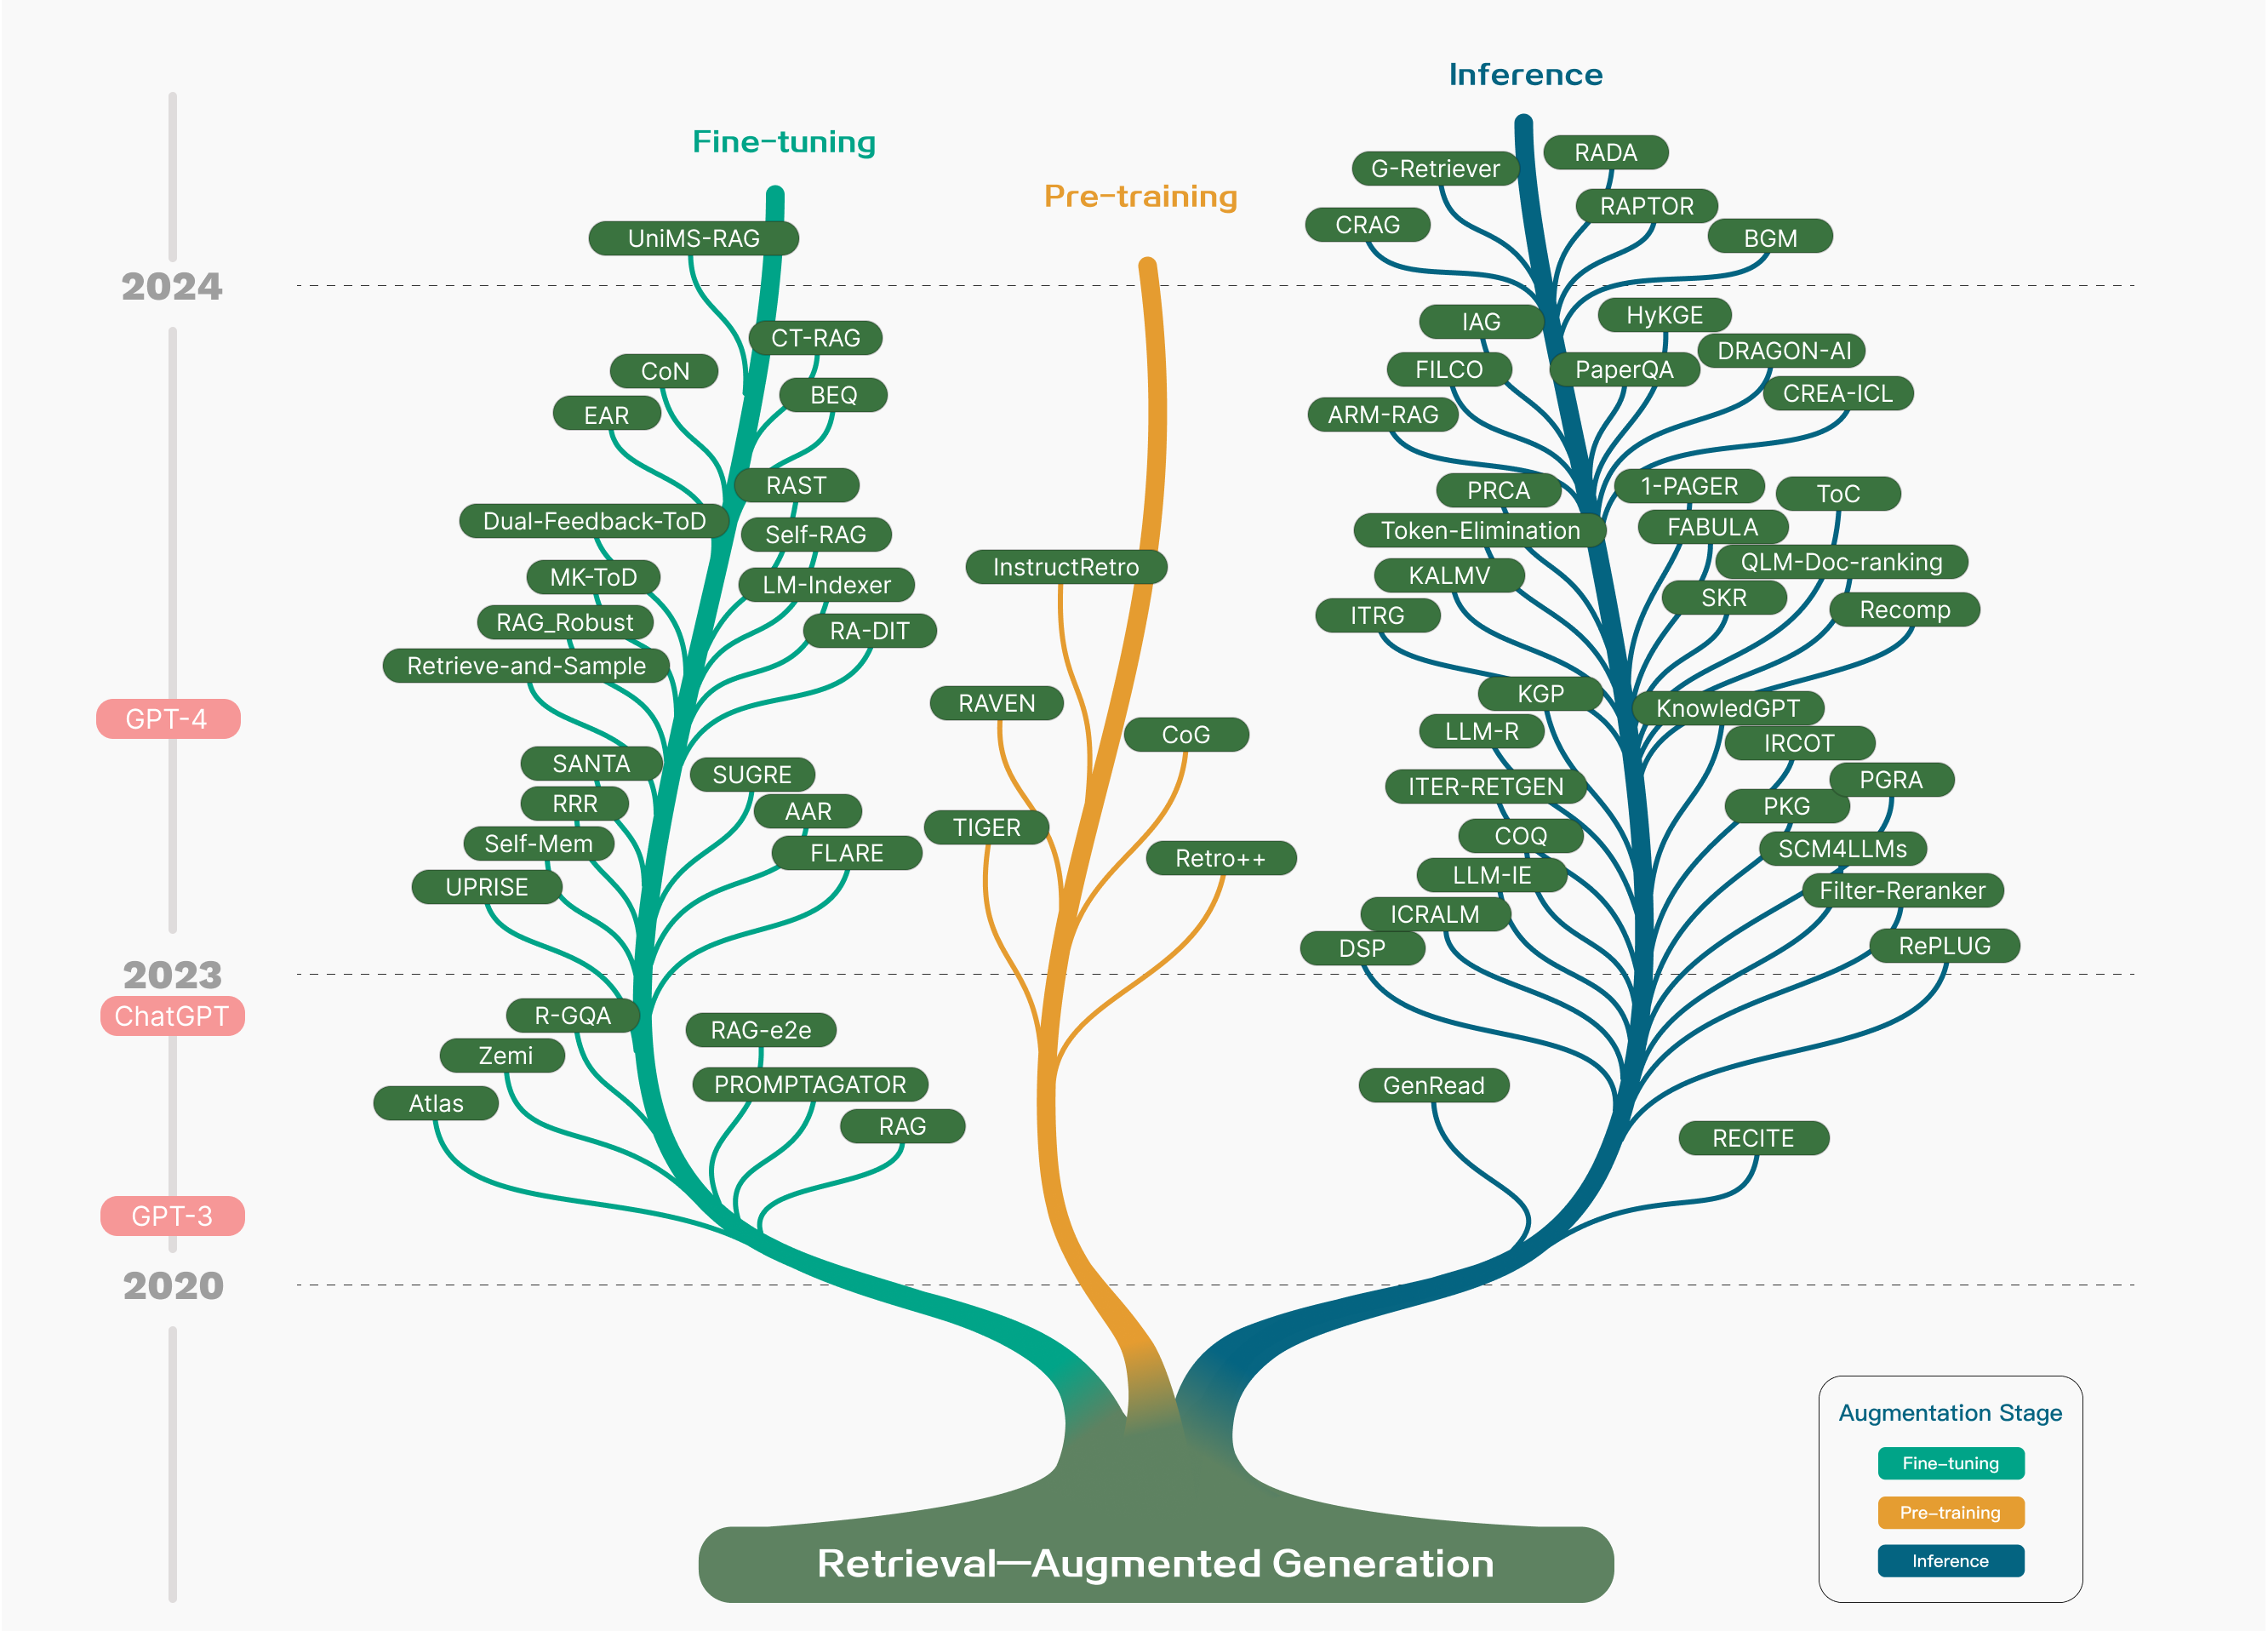 Inference
Fine-tuning
Pre-training
RADA
G-Retriever
RAPTOR
CRAG
BGM
UniMS-RAG
2024
IAG
HyKGE
CT-RAG
DRAGON-AI
CoN
FILCO
PaperQA
BEQ
CREA-ICL
EAR
ARM-RAG
RAST
PRCA
1-PAGER
ToC
Dual-Feedback-ToD
Self-RAG
Token-Elimination
FABULA
InstructRetro
QLM-Doc-ranking
MK-ToD
LM-Indexer
KALMV
SKR
RAG_Robust
RA-DIT
ITRG
Recomp
Retrieve-and-Sample
KGP
GPT-4
RAVEN
KnowledGPT
CoG
LLM-R
IRCOT
SANTA
SUGRE
ITER-RETGEN
PGRA
RRR
AAR
PKG
TIGER
COQ
Self-Mem
FLARE
Retro++
SCM4LLMs
UPRISE
LLM-IE
Filter-Reranker
ICRALM
DSP
RePLUG
2023
ChatGPT
R-GQA
RAG-e2e
Zemi
PROMPTAGATOR
GenRead
Atlas
RAG
RECITE
GPT-3
2020
Augmentation Stage
Fine-tuning
Pre-training
Inference
Retrieval—Augmented Generation